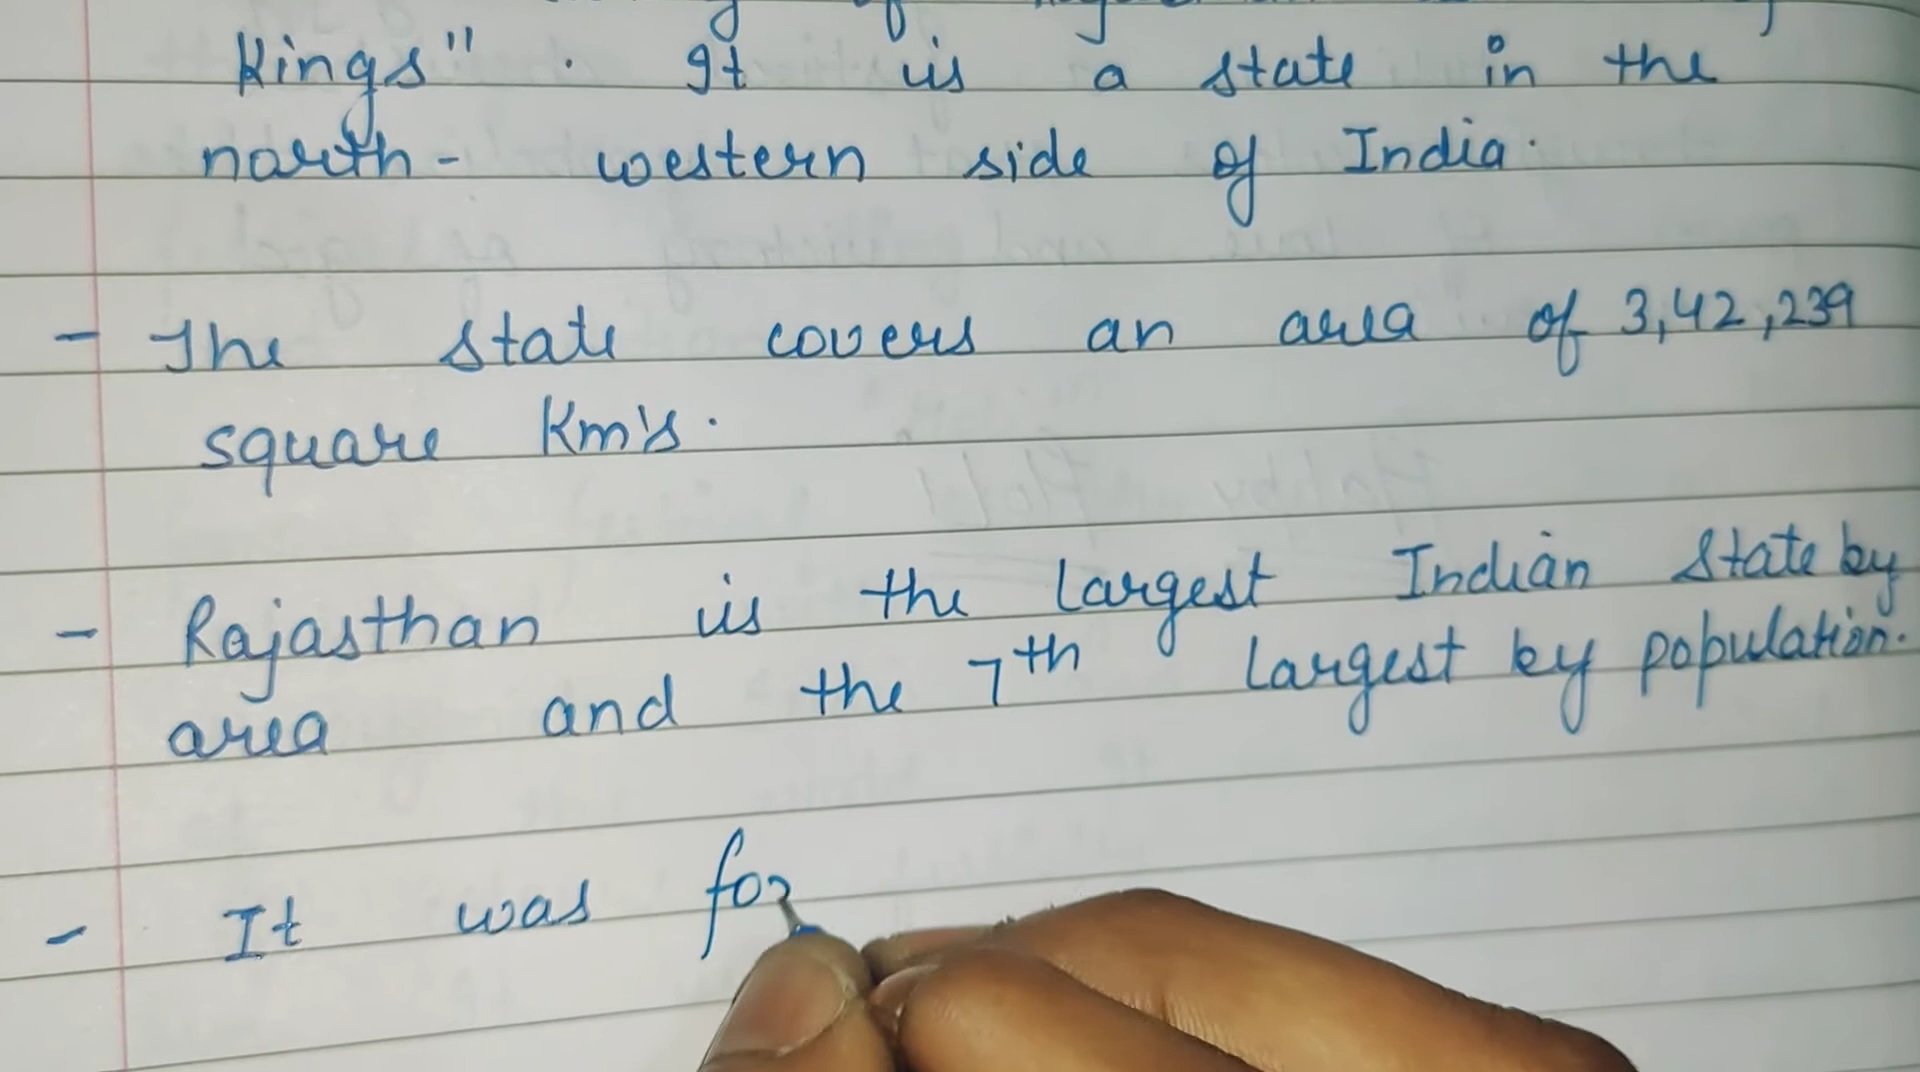 Kings". It is a state in the
north- western side of India.
- The state covers an area of 3,42,239
square Km's.
- Rajasthan is the largest Indian State by
area and the 7th largest by population.
- It was for